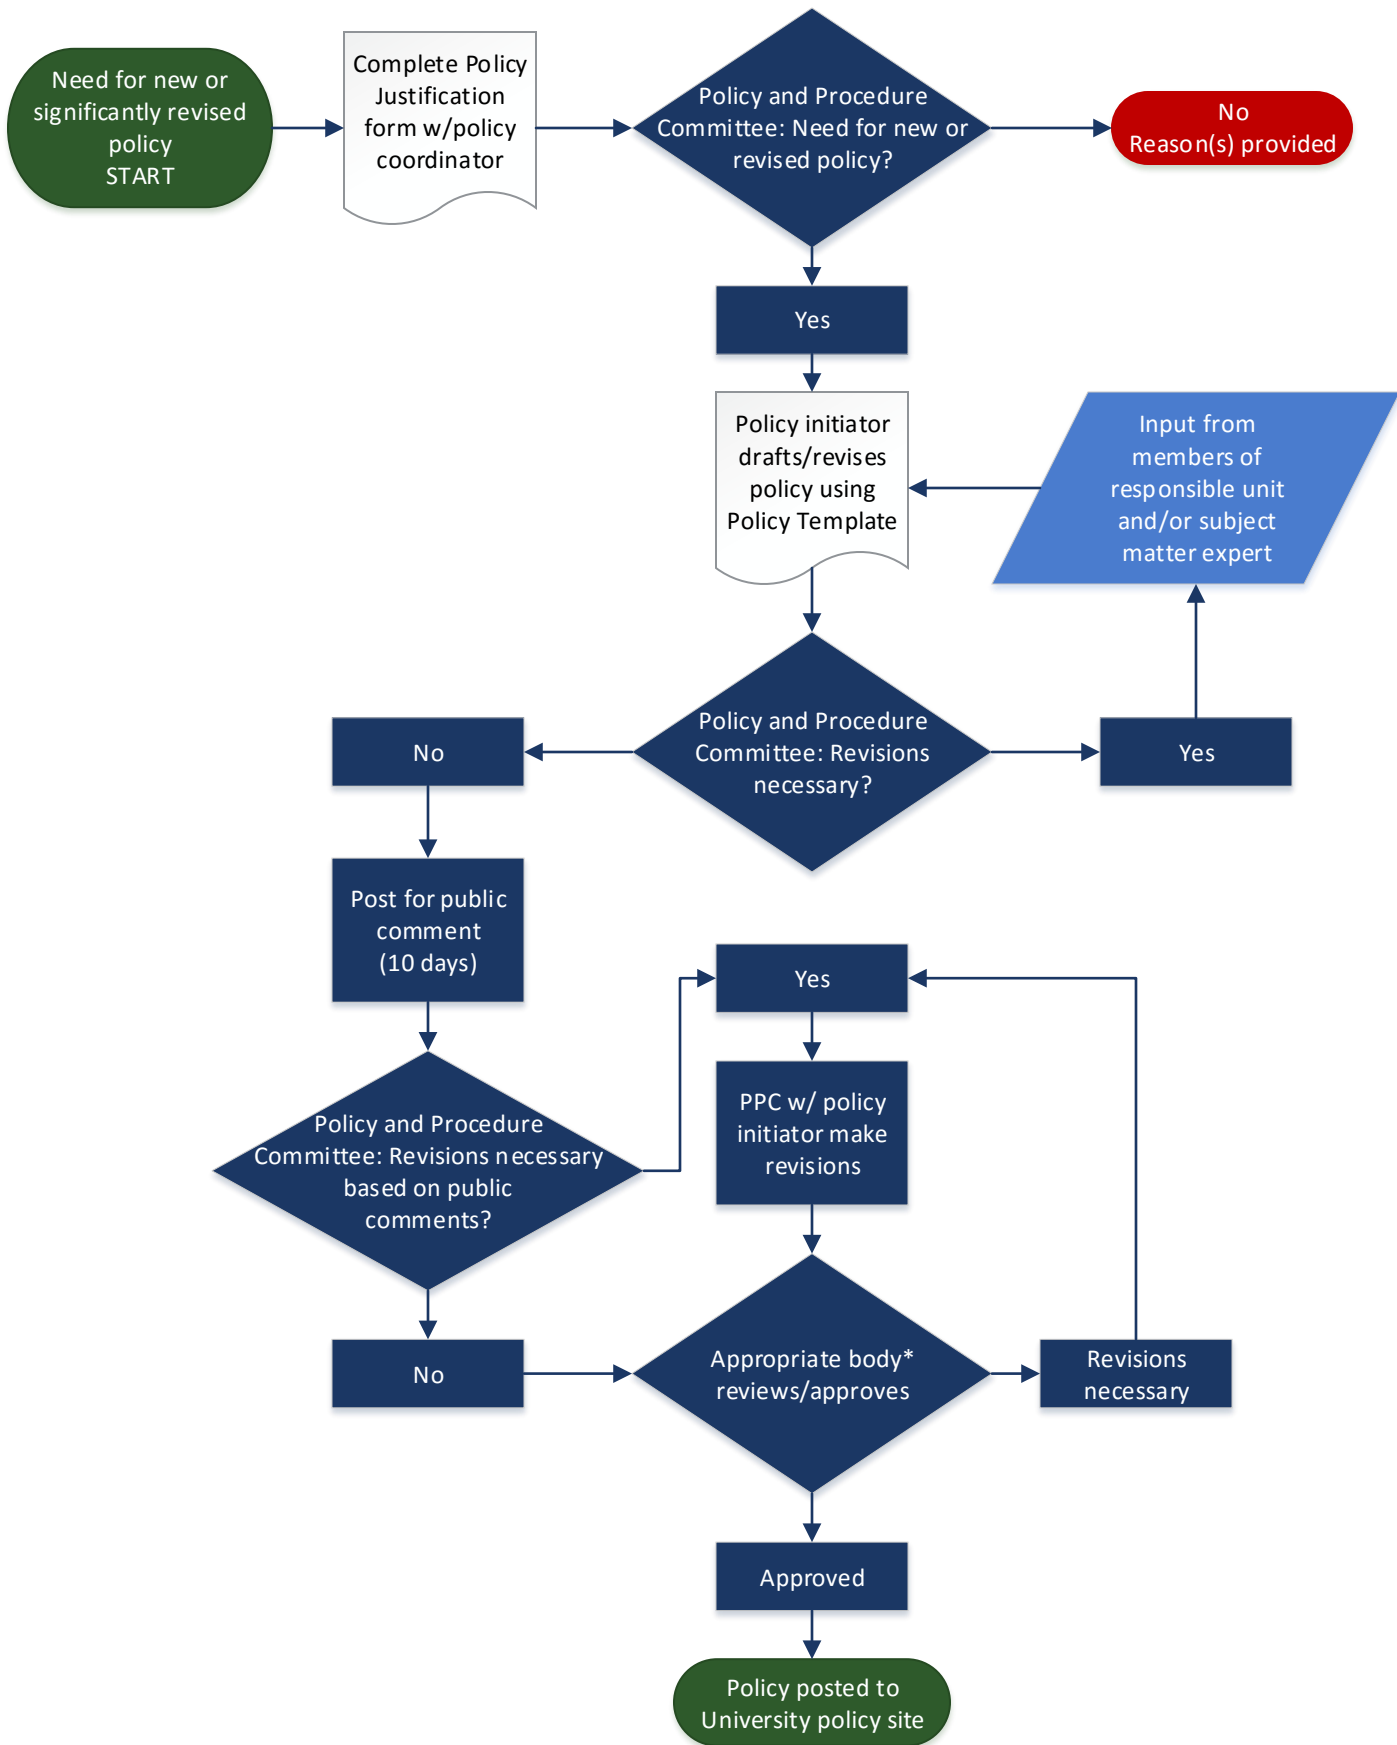 Need for new or
significantly revised
policy
START
Complete Policy
Justification
form w/policy
coordinator
Policy and Procedure
Committee: Need for new or
revised policy?
No
Reason(s) provided
Yes
Policy initiator
drafts/revises
policy using
Policy Template
Input from
members of
responsible unit
and/or subject
matter expert
Policy and Procedure
Committee: Revisions
necessary?
No
Yes
Post for public
comment
(10 days)
Yes
Policy and Procedure
Committee: Revisions necessary
based on public
comments?
PPC w/ policy
initiator make
revisions
No
Appropriate body*
reviews/approves
Revisions
necessary
Approved
Policy posted to
University policy site